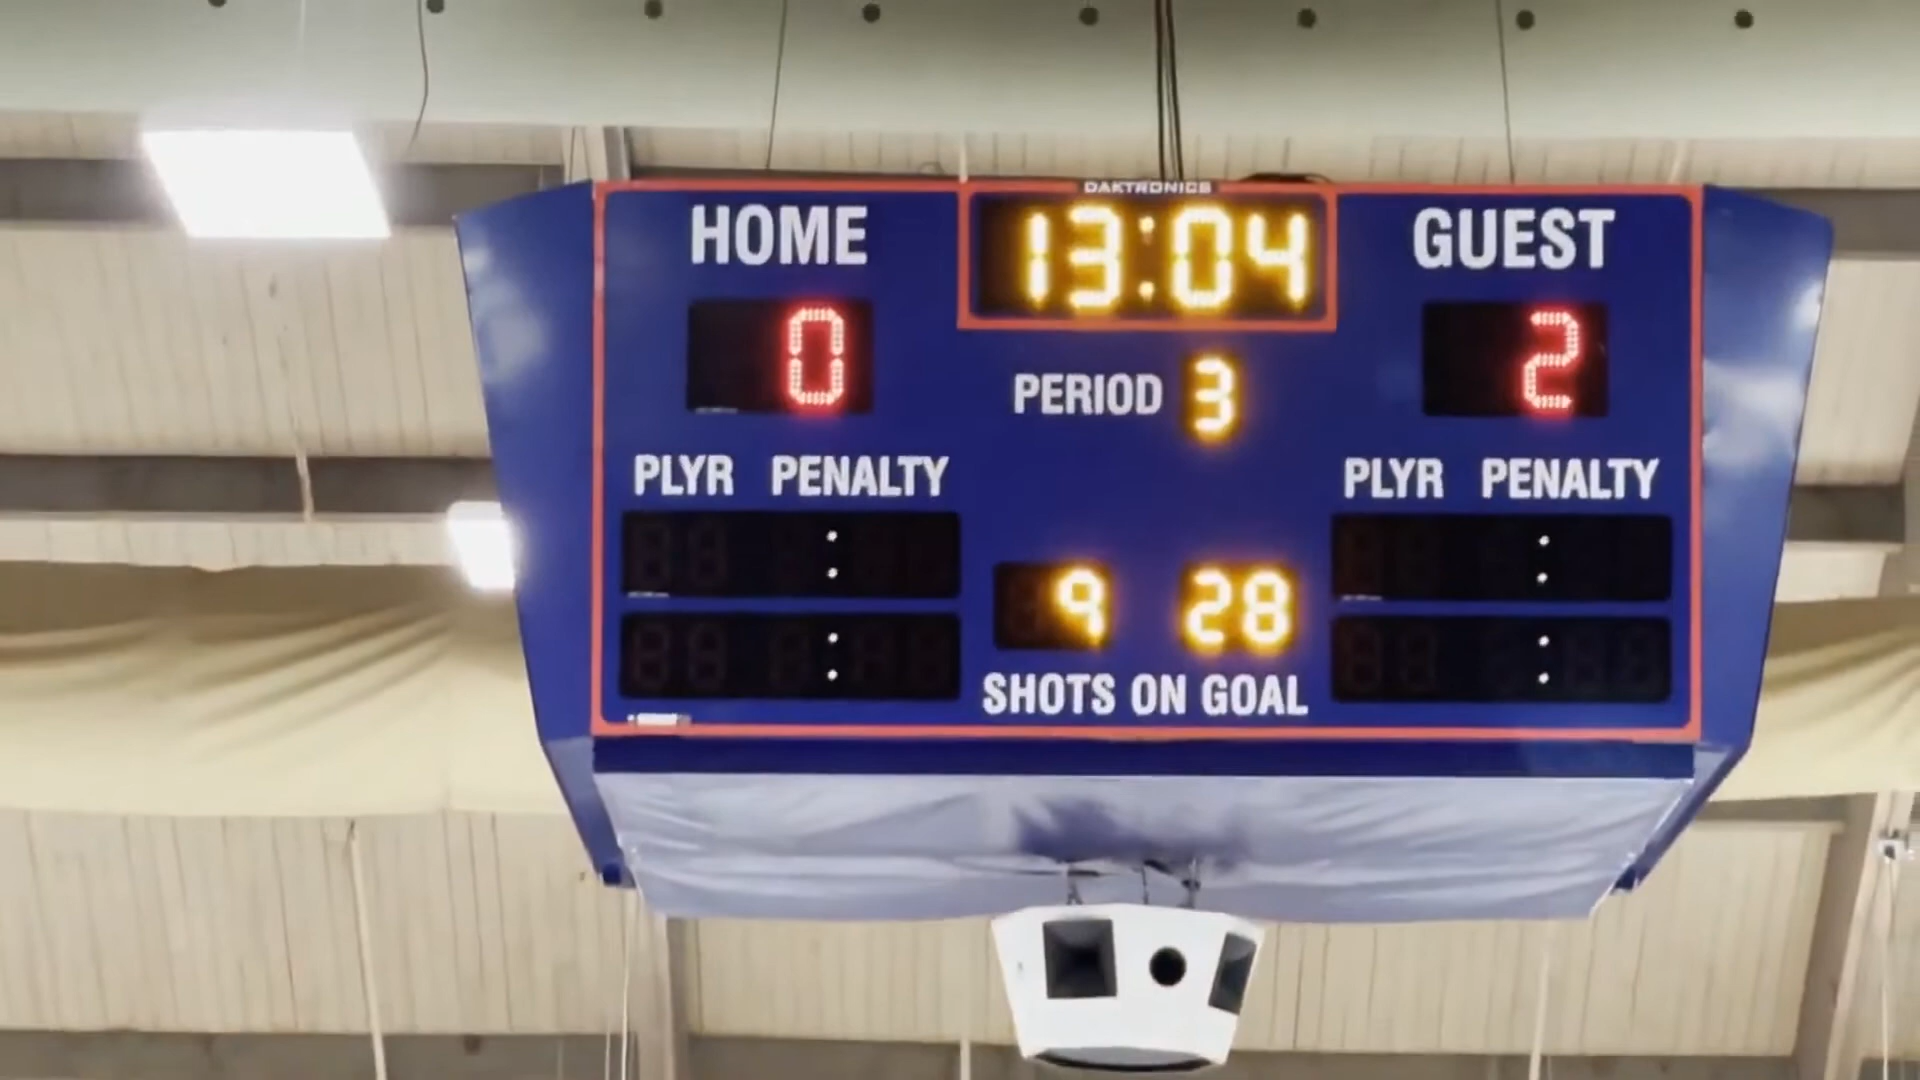 DAKTRONICS
HOME 13:04 GUEST
0 PERIOD 3 2
PLYR PENALTY PLYR PENALTY
: :
9 28
: :
SHOTS ON GOAL